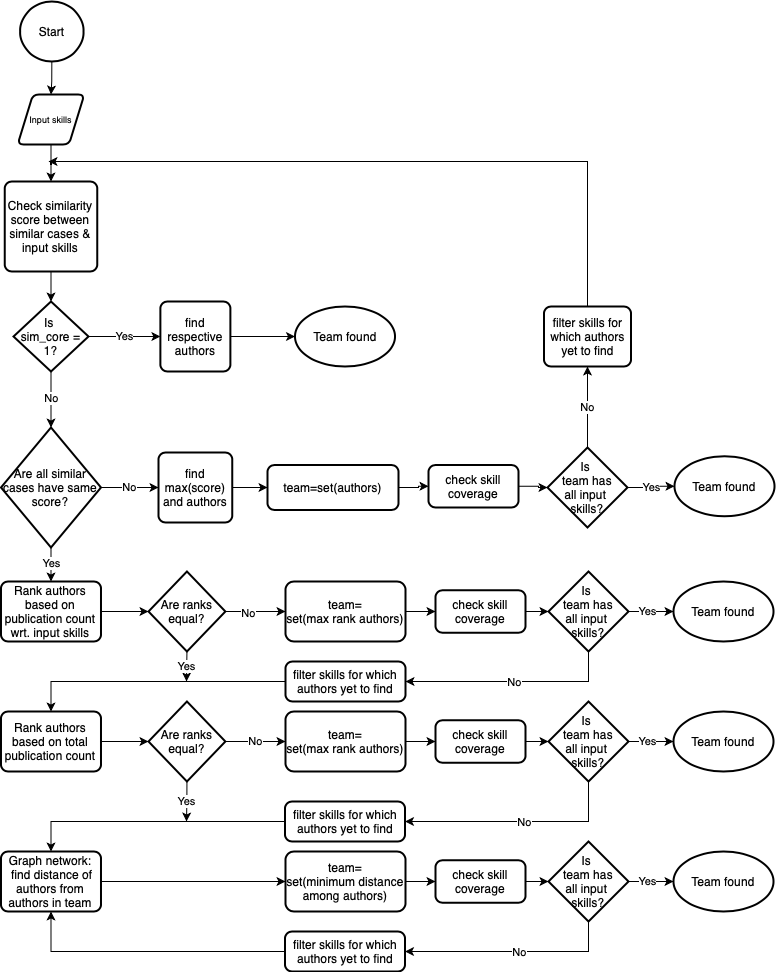 Start
Input skills
Check similarity
score between
similar cases &
input skills
Is
sim_core =
1?
Yes
find
respective
authors
Team found
filter skills for
which authors
yet to find
No
No
Are all similar
cases have same
score?
No
find
max(score)
and authors
team=set(authors)
check skill
coverage
Is
team has
all input
skills?
Yes
Team found
Yes
Rank authors
based on
publication count
wrt. input skills
Are ranks
equal?
No
team=
set(max rank authors)
check skill
coverage
Is
team has
all input
skills?
Yes
Team found
Yes
filter skills for which
authors yet to find
No
Rank authors
based on total
publication count
Are ranks
equal?
No
team=
set(max rank authors)
check skill
coverage
Is
team has
all input
skills?
Yes
Team found
Yes
filter skills for which
authors yet to find
No
Graph network:
find distance of
authors from
authors in team
team=
set(minimum distance
among authors)
check skill
coverage
Is
team has
all input
skills?
Yes
Team found
filter skills for which
authors yet to find
No